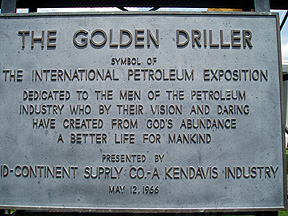 THE GOLDEN DRILLER
SYMBOL OF
THE INTERNATIONAL PETROLEUM EXPOSITION
DEDICATED TO THE MEN OF THE PETROLEUM
INDUSTRY WHO BY THEIR VISION AND DARING
HAVE CREATED FROM GOD'S ABUNDANCE
A BETTER LIFE FOR MANKIND
PRESENTED BY
ID-CONTINENT SUPPLY CO.-A KENDAVIS INDUSTRY
MAY 12, 1966